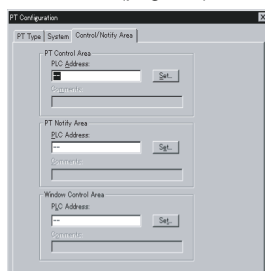 PT Configuration
PT Type System Control/Notify Area
PT Control Area
PLC Address:
--
Set...
Comments:
PT Notify Area
PLC Address:
--
Set...
Comments:
Window Control Area
PLC Address:
--
Set...
Comments: